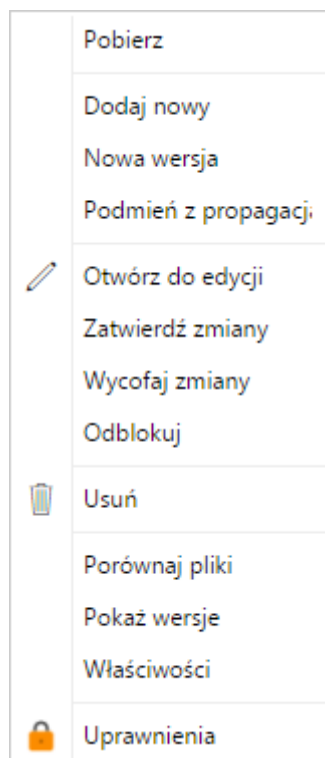 Pobierz
Dodaj nowy
Nowa wersja
Podmień z propagacj
Otwórz do edycji
Zatwierdź zmiany
Wycofaj zmiany
Odblokuj
Usuń
Porównaj pliki
Pokaż wersje
Właściwości
Uprawnienia